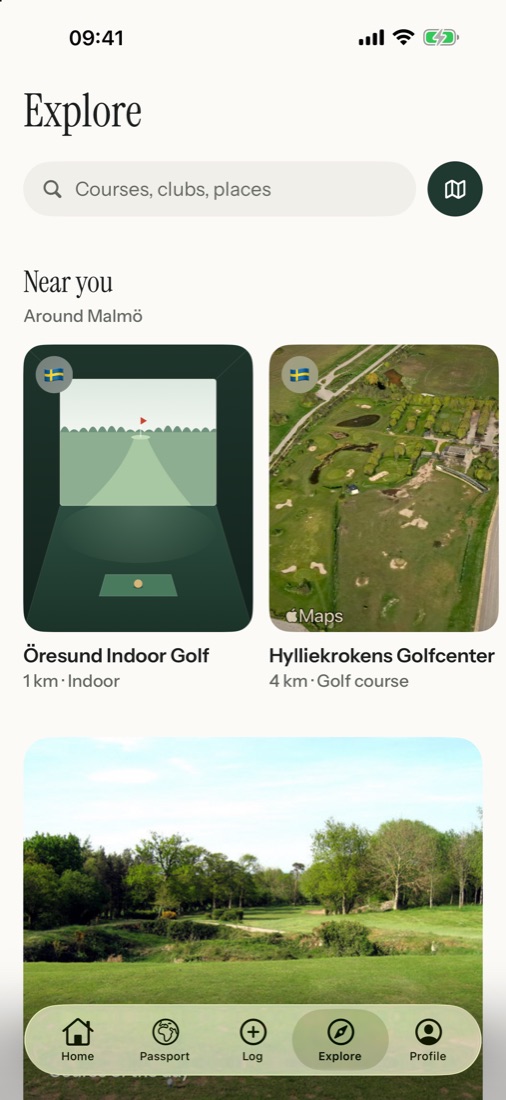 09:41
Explore
Courses, clubs, places
Near you
Around Malmö
Maps
Öresund Indoor Golf
Hylliekrokens Golfcenter
1 km · Indoor
4 km · Golf course
Home
Passport
Log
Explore
Profile